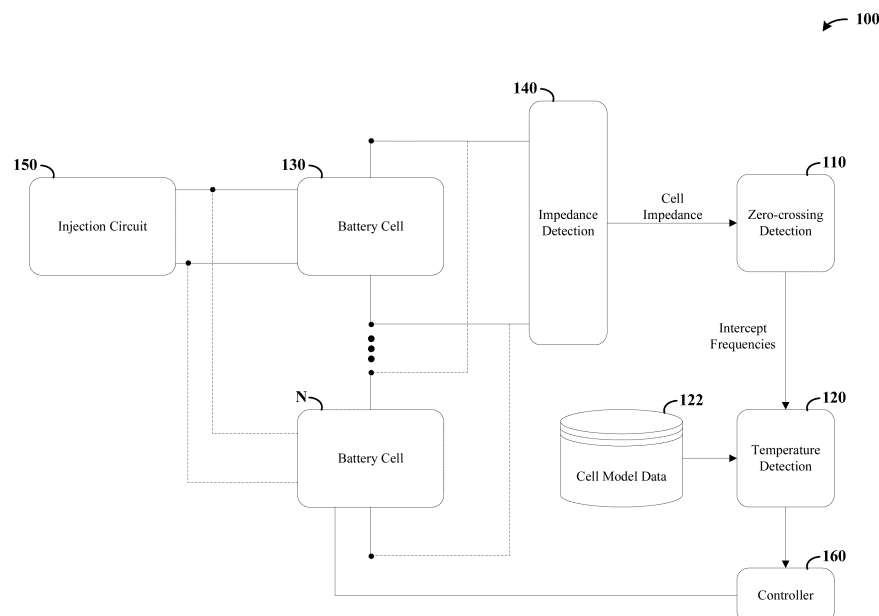 100
140
150
130
110
Injection Circuit
Battery Cell
Impedance
Detection
Cell
Impedance
Zero-crossing
Detection
Intercept
Frequencies
N
122
120
Battery Cell
Cell Model Data
Temperature
Detection
160
Controller